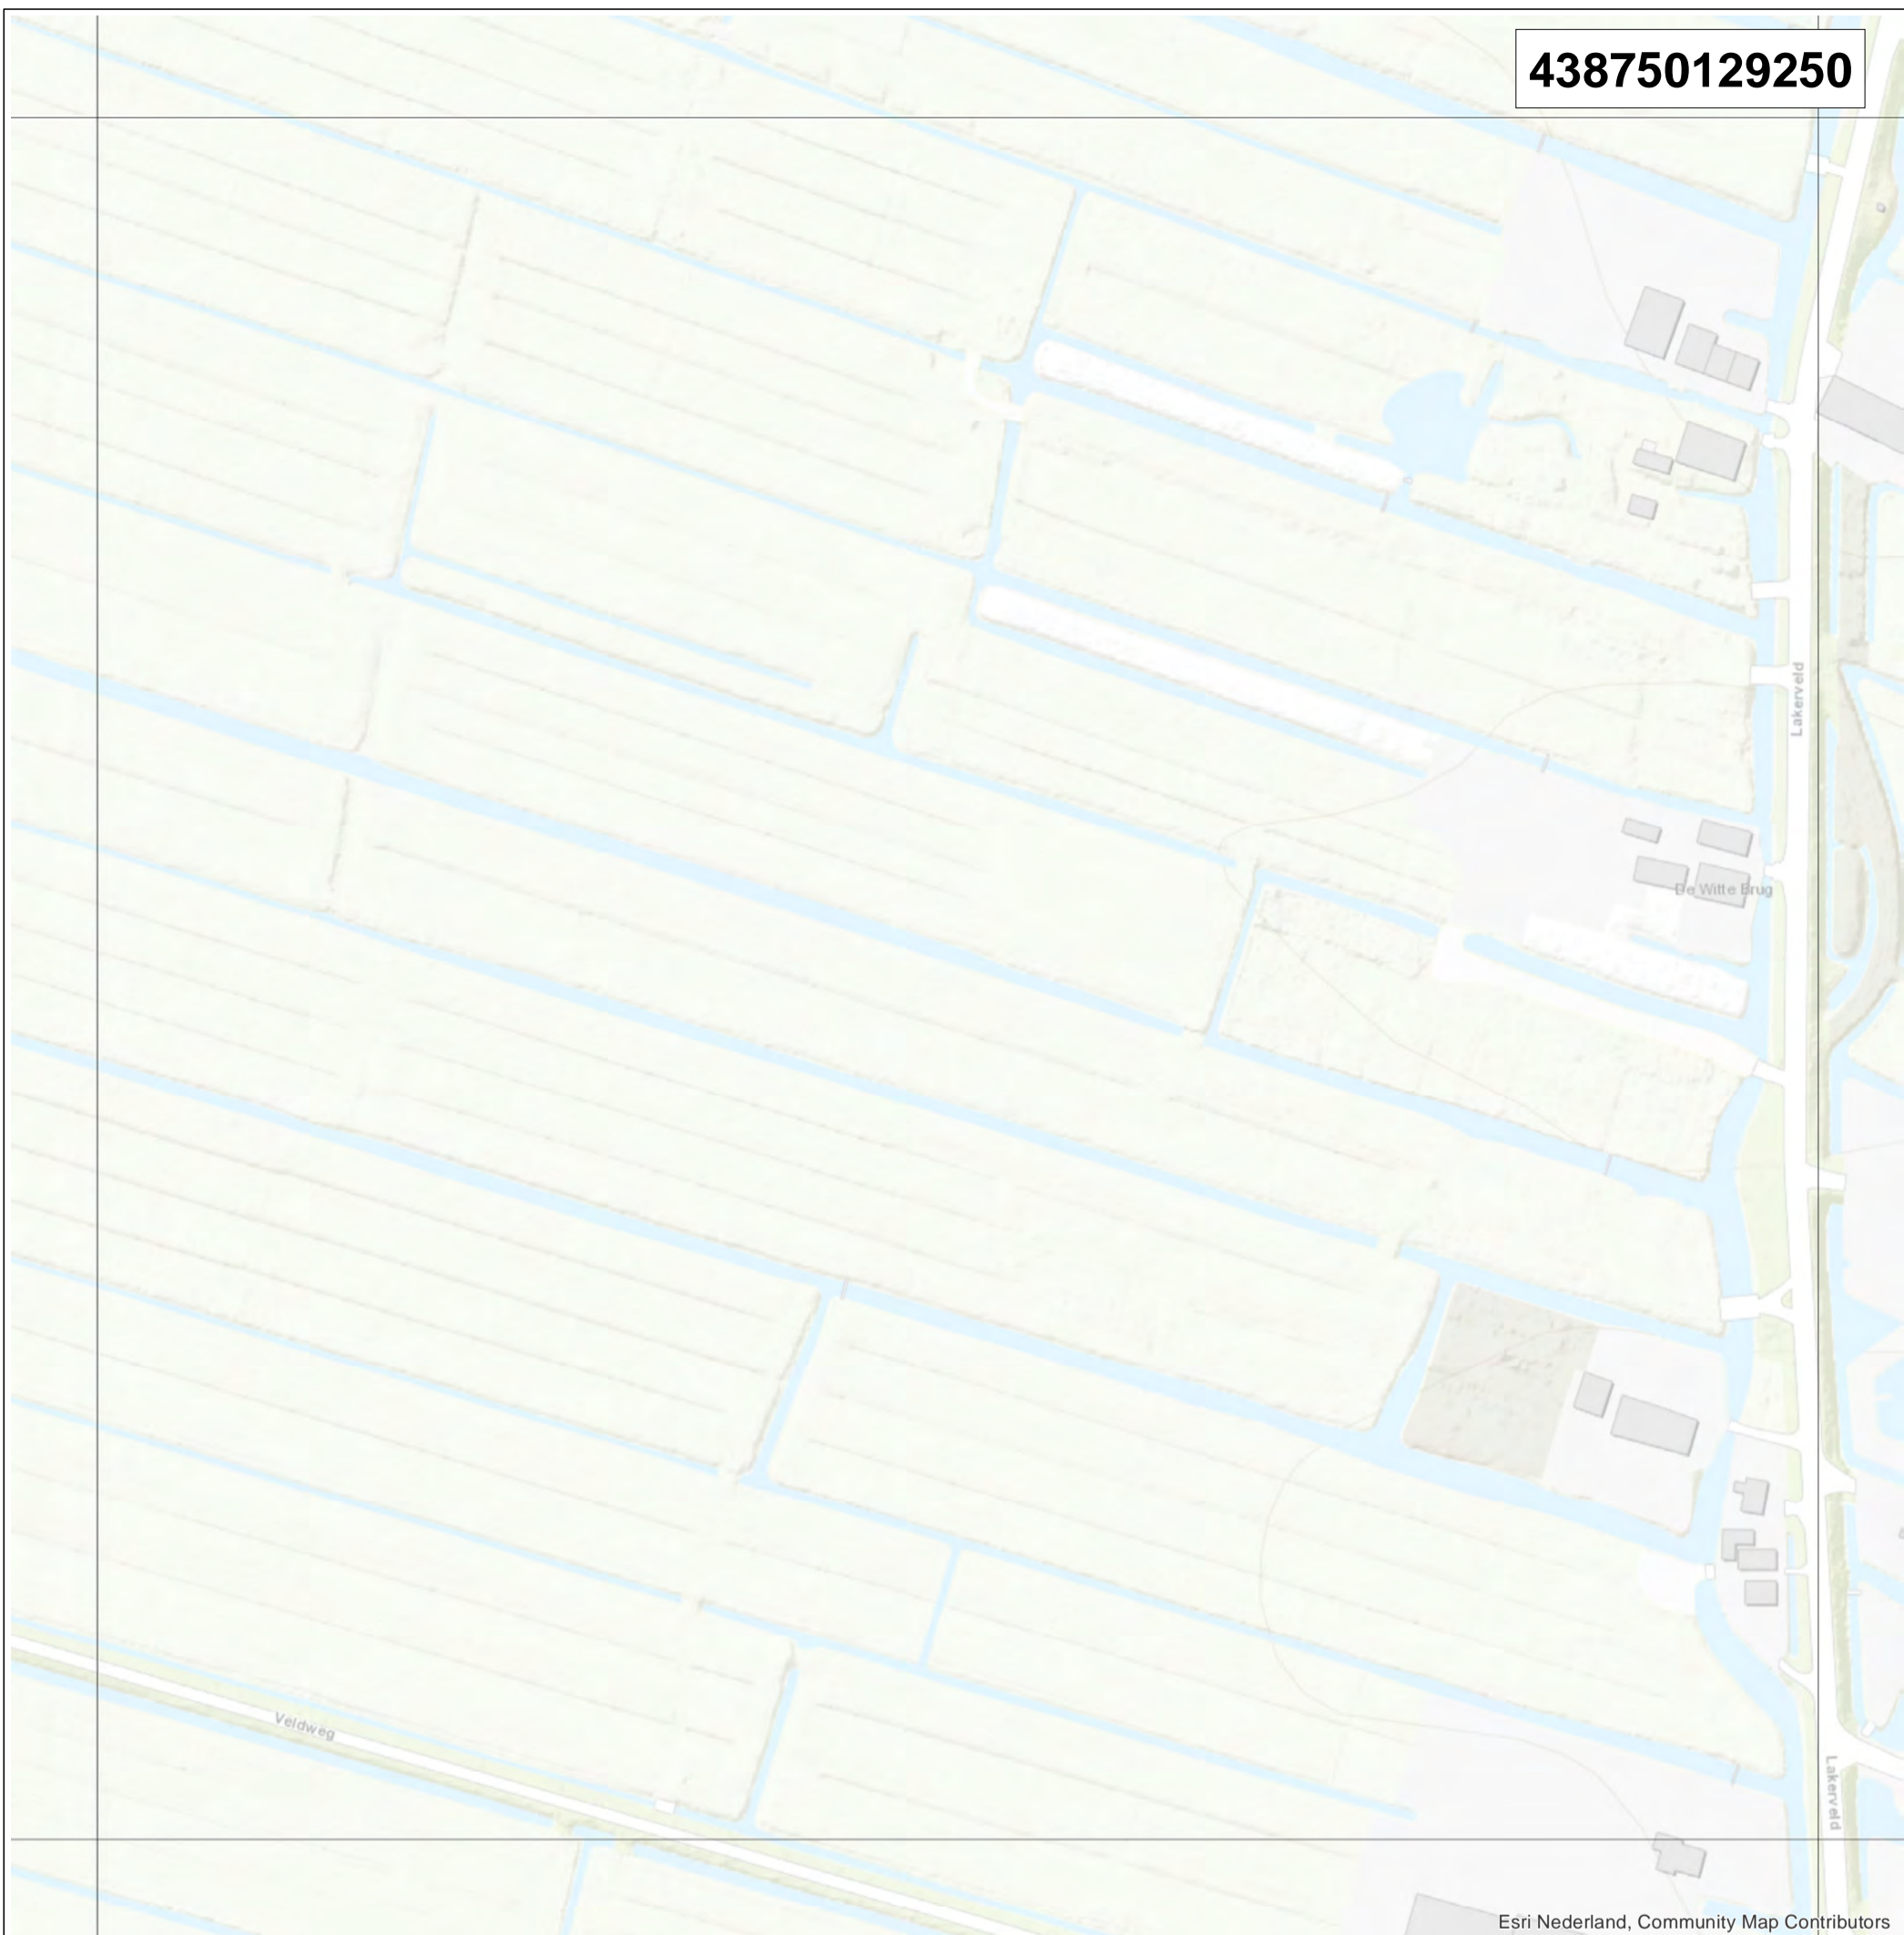 438750129250
Lakerveld
De Witte Brug
Veldweg
Lakerveld
Esri Nederland, Community Map Contributors